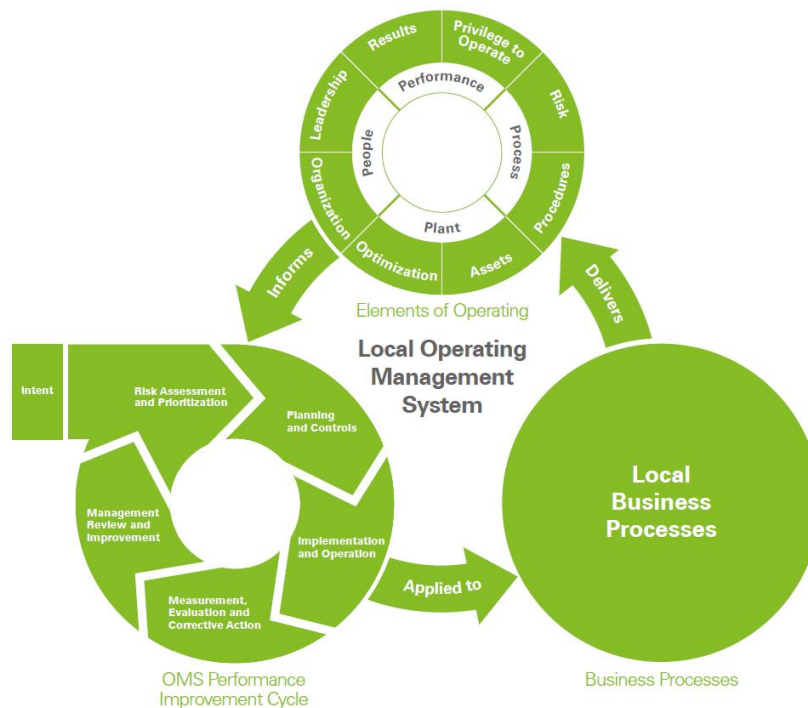 Results
Privilege to
Operate
Leadership
Performance
Risk
People
Process
Organization
Procedures
Plant
Optimization
Assets
Informs
Delivers
Elements of Operating
Local Operating
Management
System
Intent
Risk Assessment
and Prioritization
Planning
and Controls
Local
Business
Processes
Management
Review and
Improvement
Implementation
and Operation
Applied to
Measurement,
Evaluation and
Corrective Action
OMS Performance
Improvement Cycle
Business Processes